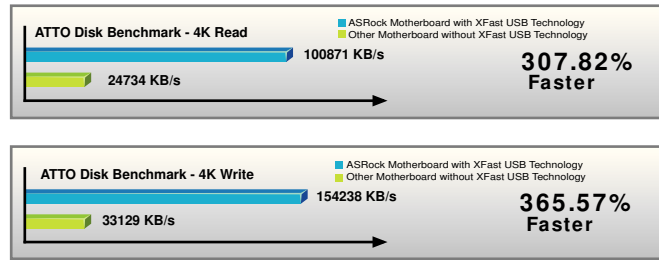 ATTO Disk Benchmark - 4K Read
ASRock Motherboard with XFast USB Technology
Other Motherboard without XFast USB Technology
100871 KB/s
24734 KB/s
307.82%
Faster
ATTO Disk Benchmark - 4K Write
ASRock Motherboard with XFast USB Technology
Other Motherboard without XFast USB Technology
154238 KB/s
33129 KB/s
365.57%
Faster